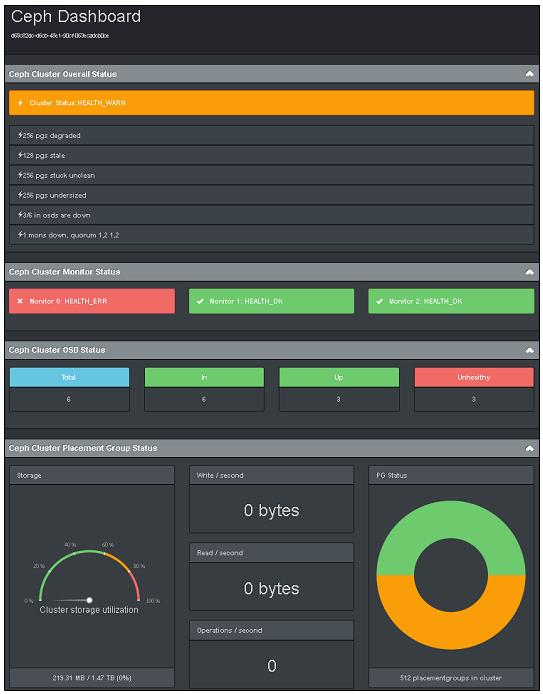 Ceph Dashboard
Ceph Cluster Overall Status
Cluster Status:HEALTH_WARN
256 pgs degraded
128 pgs stale
256 pgs stuck unclean
256 pgs undersized
3/6 in osds are down
1 mons down, quorum 1,2 1,2
Ceph Cluster Monitor Status
Monitor 0: HEALTH_ERR
Monitor 1: HEALTH_OK
Monitor 2: HEALTH_OK
Ceph Cluster OSD Status
Total
In
Up
Unhealthy
6
6
3
3
Ceph Cluster Placement Group Status
Storage
0 %
20 %
40 %
60 %
80 %
100 %
Cluster storage utilization
219.31 MB / 1.47 TB (0%)
Write / second
0 bytes
Read / second
0 bytes
Operations / second
0
PG Status
512 placementgroups in cluster